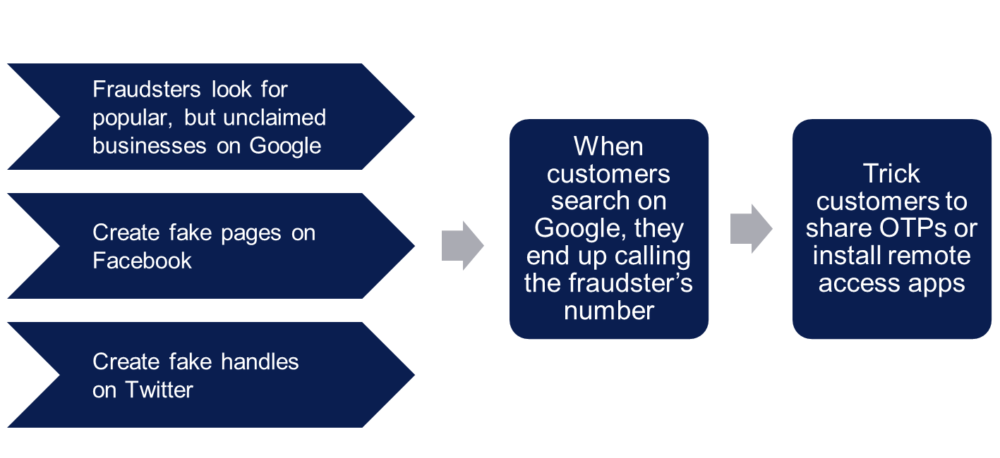 Fraudsters look for
popular, but unclaimed
businesses on Google
Create fake pages on
Facebook
Create fake handles
on Twitter
When
customers
search on
Google, they
end up calling
the fraudster’s
number
Trick
customers to
share OTPs or
install remote
access apps